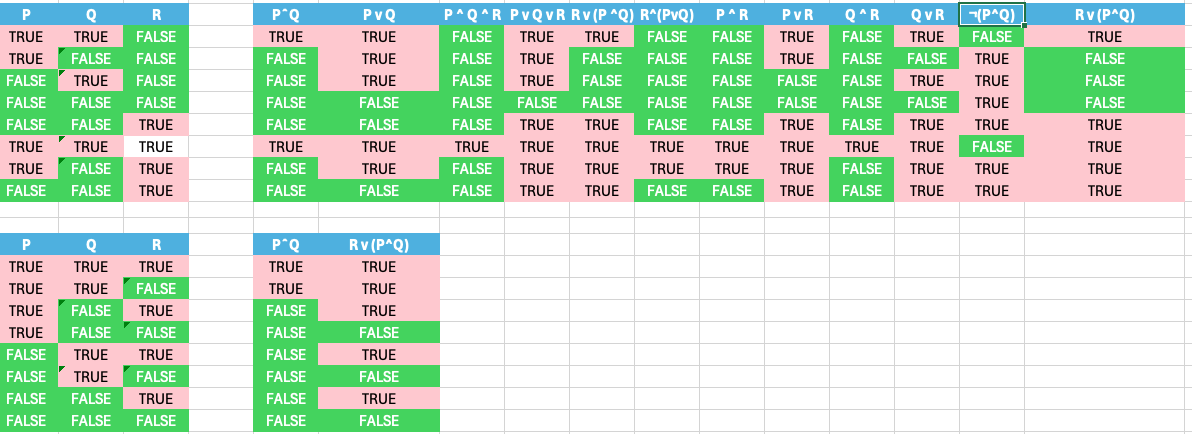 P Q R P^Q P v Q P ^ Q ^ R P v Q v R R v (P ^Q) R^(PvQ) P ^ R P v R Q ^ R Q v R ¬(P^Q) R v (P^Q)
TRUE TRUE FALSE TRUE TRUE FALSE TRUE TRUE FALSE FALSE TRUE FALSE TRUE FALSE TRUE
TRUE FALSE FALSE FALSE TRUE FALSE TRUE FALSE FALSE FALSE TRUE FALSE FALSE TRUE FALSE
FALSE TRUE FALSE FALSE TRUE FALSE TRUE FALSE FALSE FALSE FALSE FALSE TRUE TRUE FALSE
FALSE FALSE FALSE FALSE FALSE FALSE FALSE FALSE FALSE FALSE FALSE FALSE FALSE TRUE FALSE
FALSE FALSE TRUE FALSE FALSE FALSE TRUE TRUE FALSE FALSE TRUE FALSE TRUE TRUE TRUE
TRUE TRUE TRUE TRUE TRUE TRUE TRUE TRUE TRUE TRUE TRUE TRUE TRUE FALSE TRUE
TRUE FALSE TRUE FALSE TRUE FALSE TRUE TRUE TRUE TRUE TRUE FALSE TRUE TRUE TRUE
FALSE FALSE TRUE FALSE FALSE FALSE TRUE TRUE FALSE FALSE TRUE FALSE TRUE TRUE TRUE
P Q R P^Q R v (P^Q)
TRUE TRUE TRUE TRUE TRUE
TRUE TRUE FALSE TRUE TRUE
TRUE FALSE TRUE FALSE TRUE
TRUE FALSE FALSE FALSE FALSE
FALSE TRUE TRUE FALSE TRUE
FALSE TRUE FALSE FALSE FALSE
FALSE FALSE TRUE FALSE TRUE
FALSE FALSE FALSE FALSE FALSE